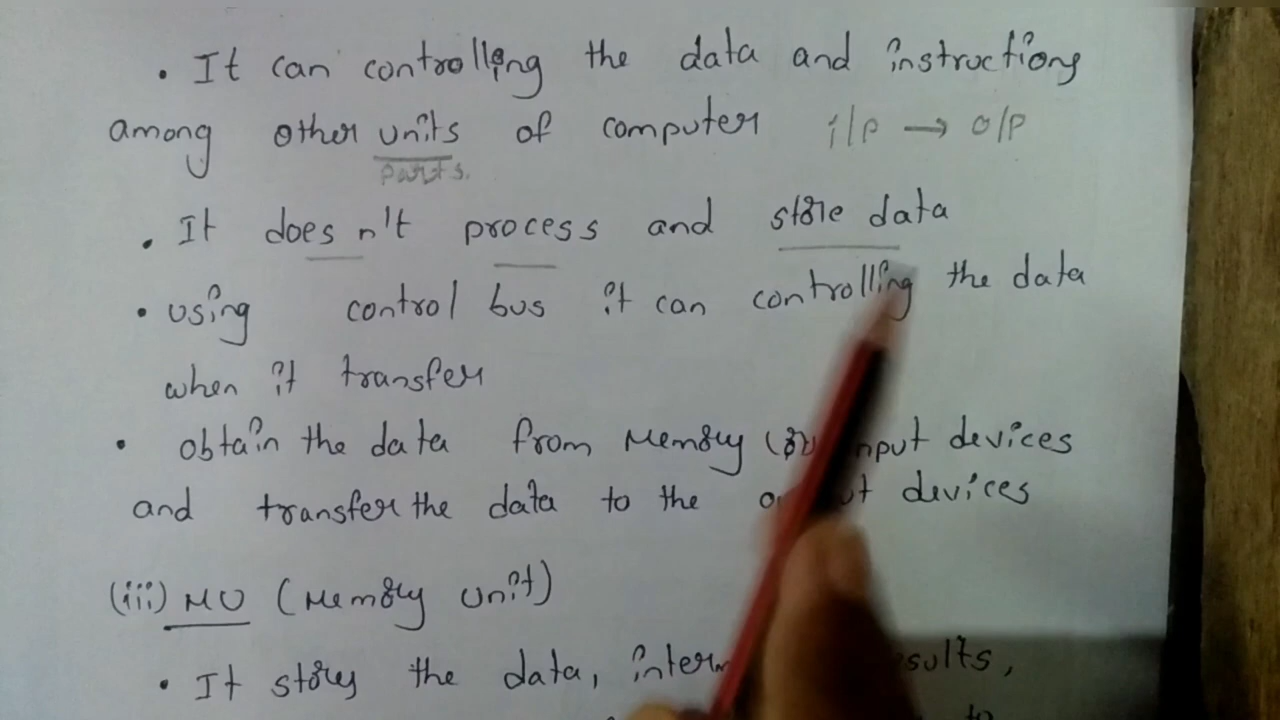 • It can controlling the data and instructions
among other units of computer i/p → o/p
parts.
• It does n't process and store data
• using control bus it can controlling the data
when it transfer
• obtain the data from Memory (or) input devices
and transfer the data to the devices
(iii) MU (Memory unit)
• It stores the data,
to